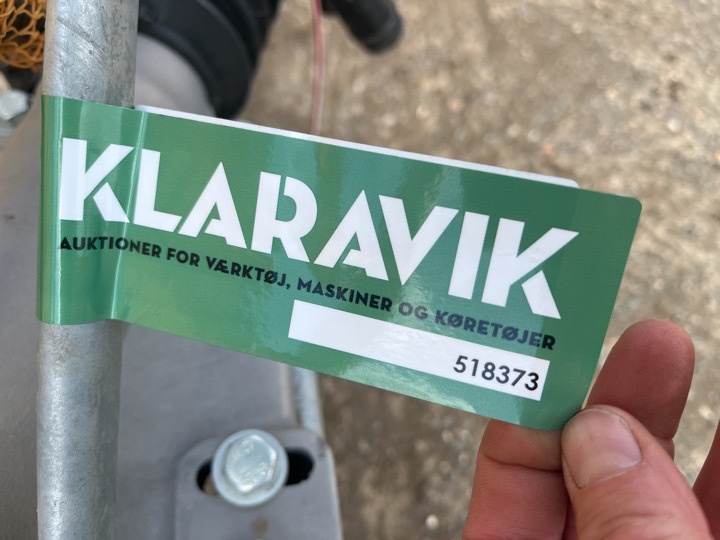 KLARAVIK
AUKTIONER FOR VÆRKTØJ, MASKINER OG KØRETØJER
518373